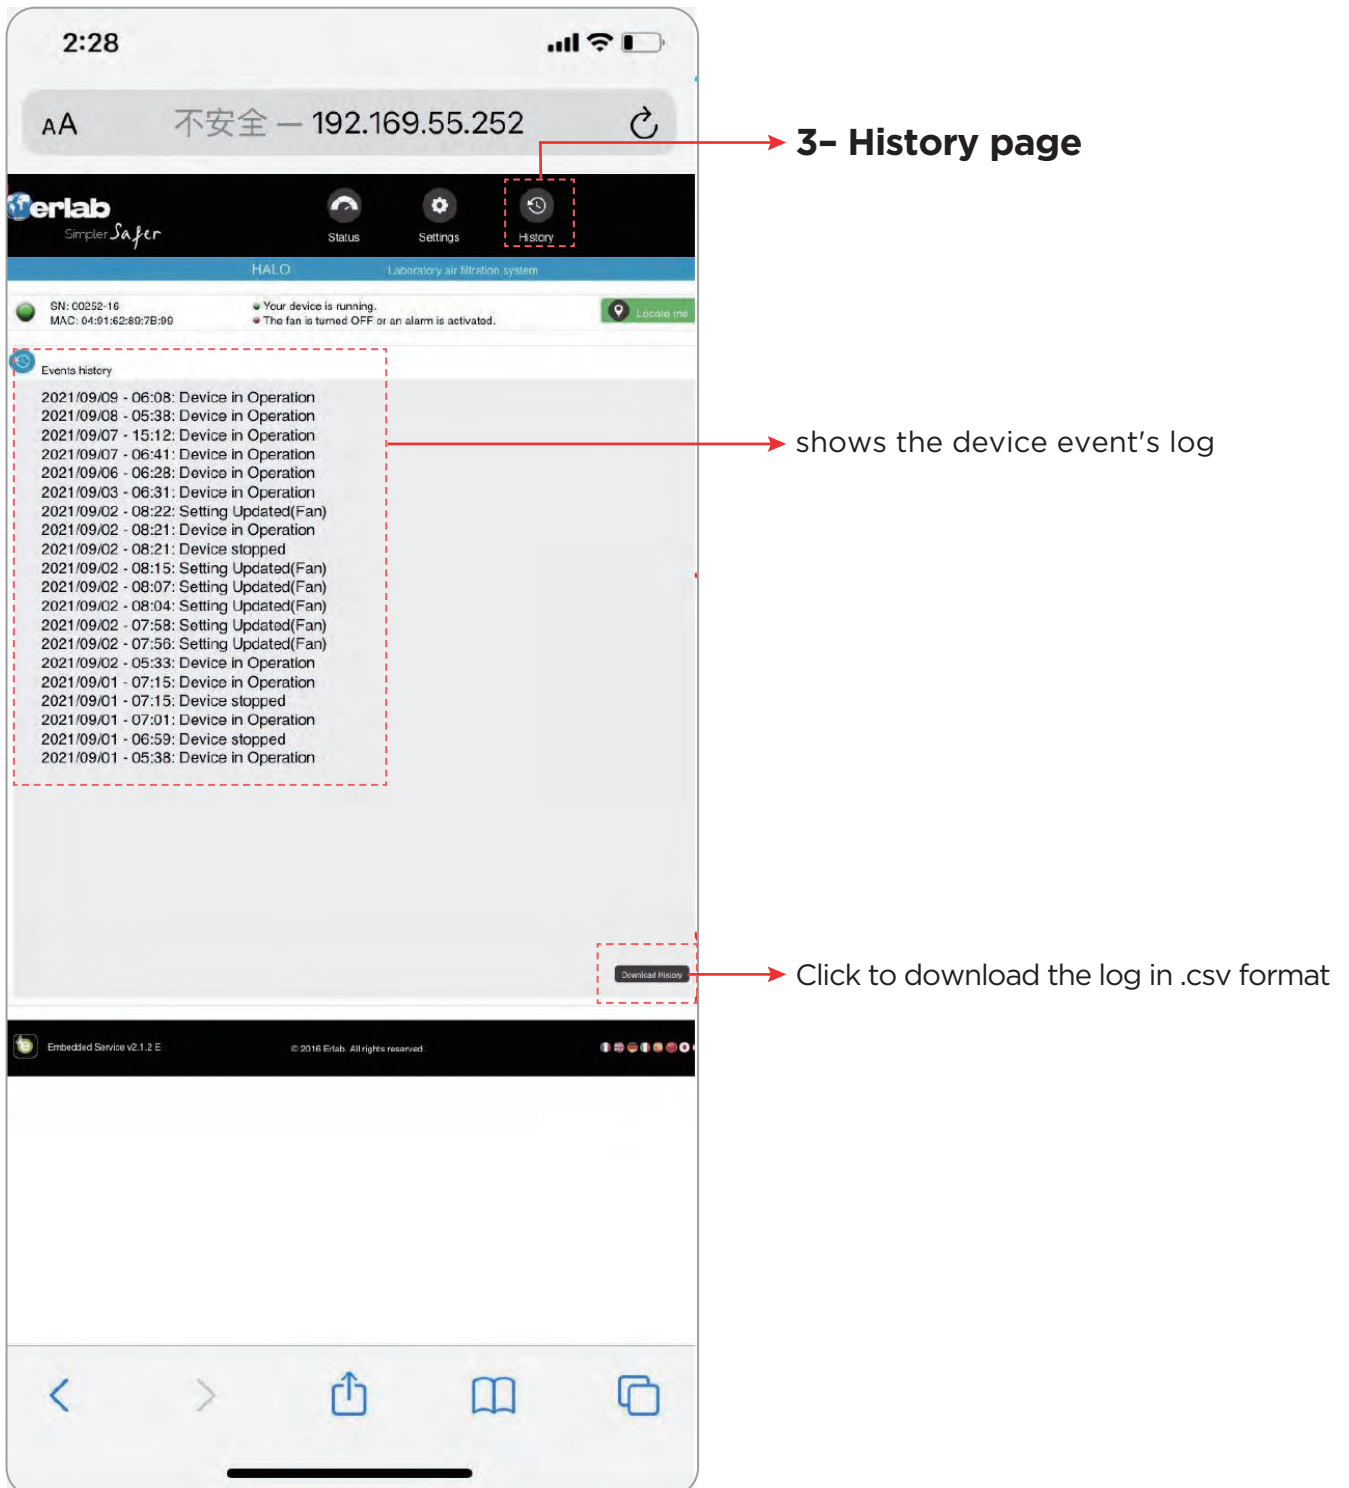 2:28
AA 不安全 — 192.169.55.252
3– History page
erlab
Simpler Safer
Status Settings History
HALO Laboratory air filtration system
SN: 00252-16
MAC: 04:91:62:89:7B:99
Your device is running.
The fan is turned OFF or an alarm is activated.
Locate me
Events history
2021/09/09 - 06:08: Device in Operation
2021/09/08 - 05:38: Device in Operation
2021/09/07 - 15:12: Device in Operation
2021/09/07 - 06:41: Device in Operation
2021/09/06 - 06:28: Device in Operation
2021/09/03 - 06:31: Device in Operation
2021/09/02 - 08:22: Setting Updated(Fan)
2021/09/02 - 08:21: Device in Operation
2021/09/02 - 08:21: Device stopped
2021/09/02 - 08:15: Setting Updated(Fan)
2021/09/02 - 08:07: Setting Updated(Fan)
2021/09/02 - 08:04: Setting Updated(Fan)
2021/09/02 - 07:58: Setting Updated(Fan)
2021/09/02 - 07:56: Setting Updated(Fan)
2021/09/02 - 05:33: Device in Operation
2021/09/01 - 07:15: Device in Operation
2021/09/01 - 07:15: Device stopped
2021/09/01 - 07:01: Device in Operation
2021/09/01 - 06:59: Device stopped
2021/09/01 - 05:38: Device in Operation
shows the device event's log
Download History
Click to download the log in .csv format
Embedded Service v2.1.2 E
© 2016 Erlab. All rights reserved.